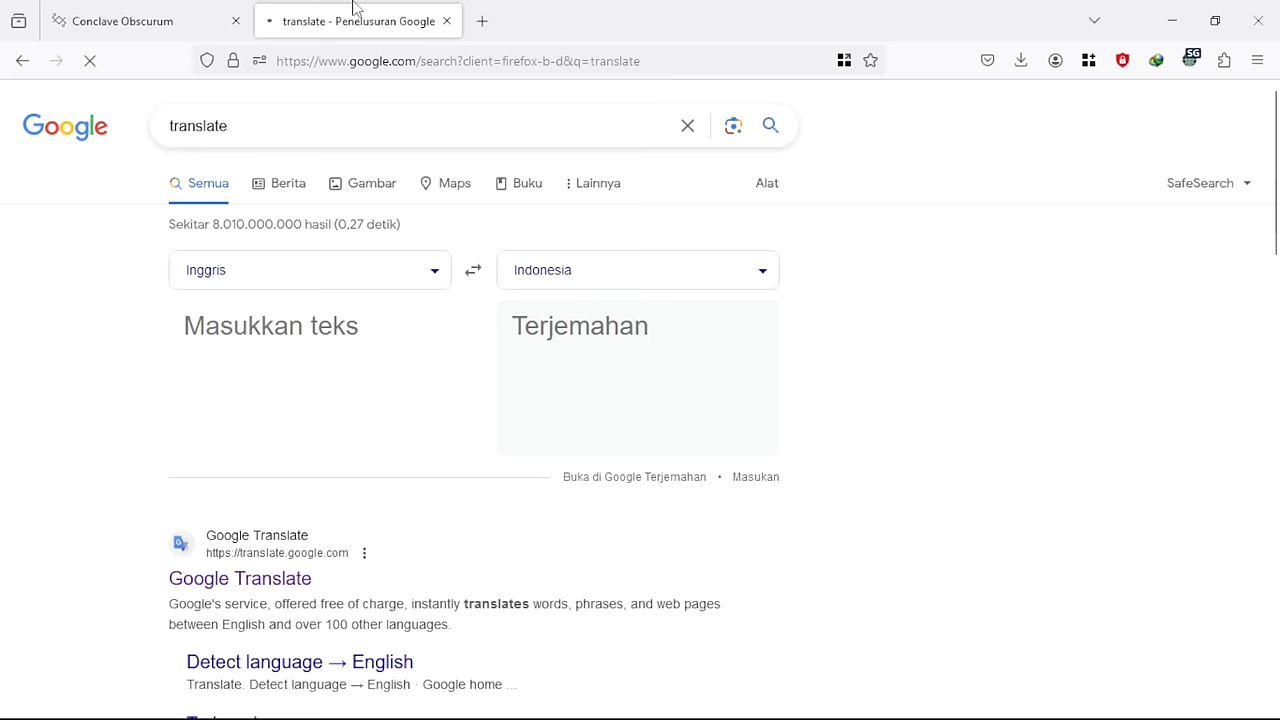 Conclave Obscurum
translate - Penelusuran Google
https://www.google.com/search?client=firefox-b-d&q=translate
SG
Google
translate
Semua
Berita
Gambar
Maps
Buku
Lainnya
Alat
SafeSearch
Sekitar 8.010.000.000 hasil (0,27 detik)
Inggris
Indonesia
Masukkan teks
Terjemahan
Buka di Google Terjemahan • Masukan
Google Translate
https://translate.google.com
Google Translate
Google's service, offered free of charge, instantly translates words, phrases, and web pages
between English and over 100 other languages.
Detect language → English
Translate. Detect language → English · Google home ...